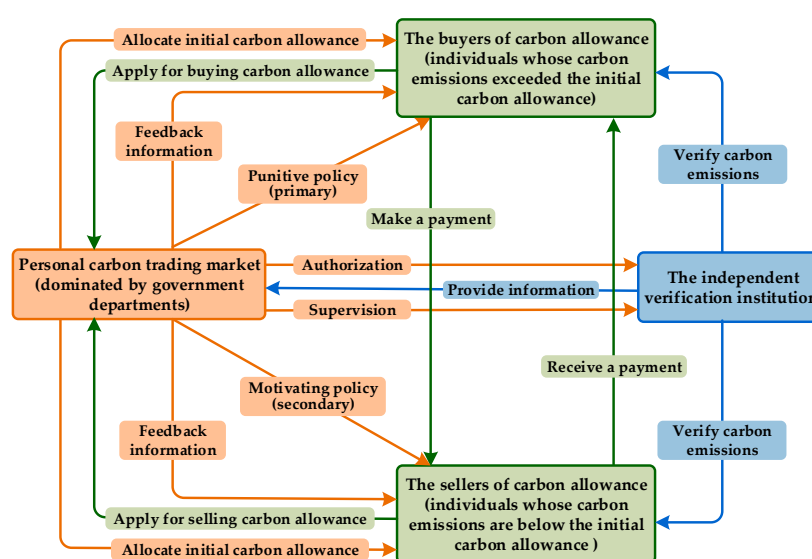 Allocate initial carbon allowance
The buyers of carbon allowance
(individuals whose carbon
emissions exceeded the initial
carbon allowance)
Apply for buying carbon allowance
Feedback
information
Punitive policy
(primary)
Verify carbon
emissions
Make a payment
Personal carbon trading market
(dominated by government
departments)
Authorization
Provide information
Supervision
The independent
verification institution
Receive a payment
Motivating policy
(secondary)
Feedback
information
Verify carbon
emissions
The sellers of carbon allowance
(individuals whose carbon
emissions are below the initial
carbon allowance )
Apply for selling carbon allowance
Allocate initial carbon allowance